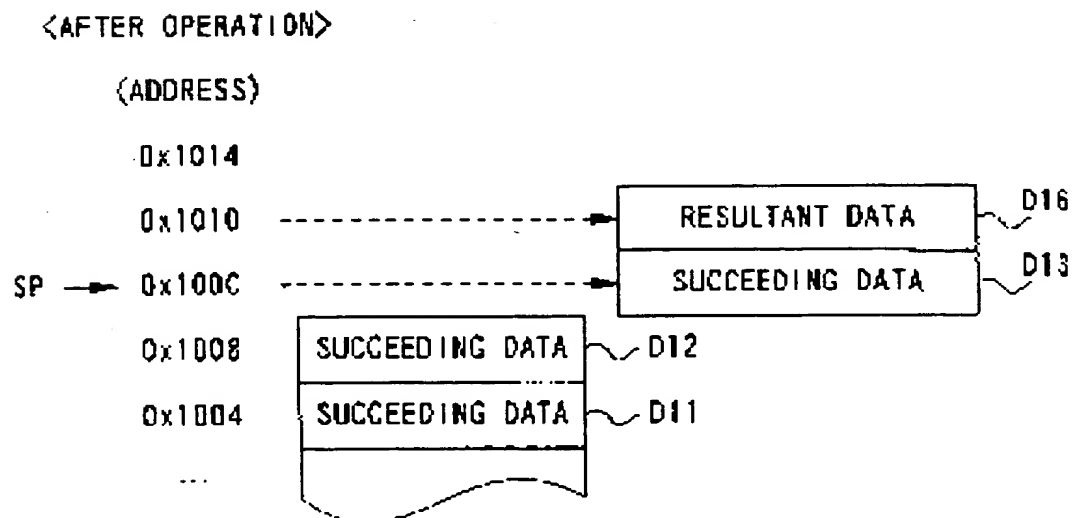 <AFTER OPERATION>
(ADDRESS)
0x1014
0x1010 RESULTANT DATA D16
SP 0x100C SUCCEEDING DATA D13
0x1008 SUCCEEDING DATA D12
0x1004 SUCCEEDING DATA D11
...